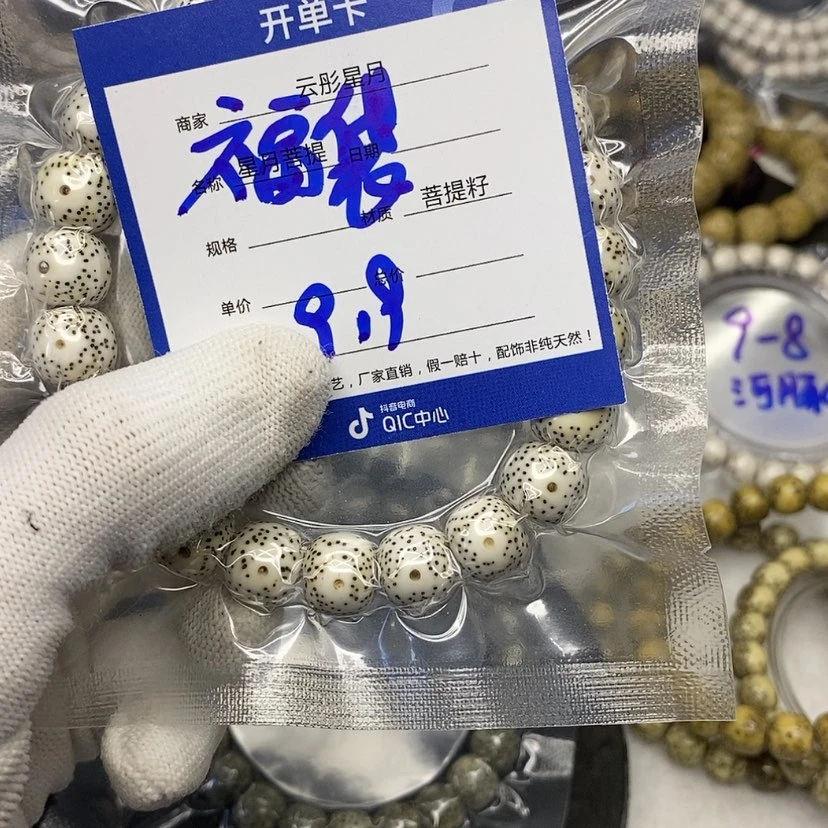 开单卡
商家 云彤星月
福袋
名称 星月菩提 日期
规格 材质 菩提籽
单价 总价
9.9
艺，厂家直销，假一赔十，配饰非纯天然！
抖音电商
QIC中心
9-8